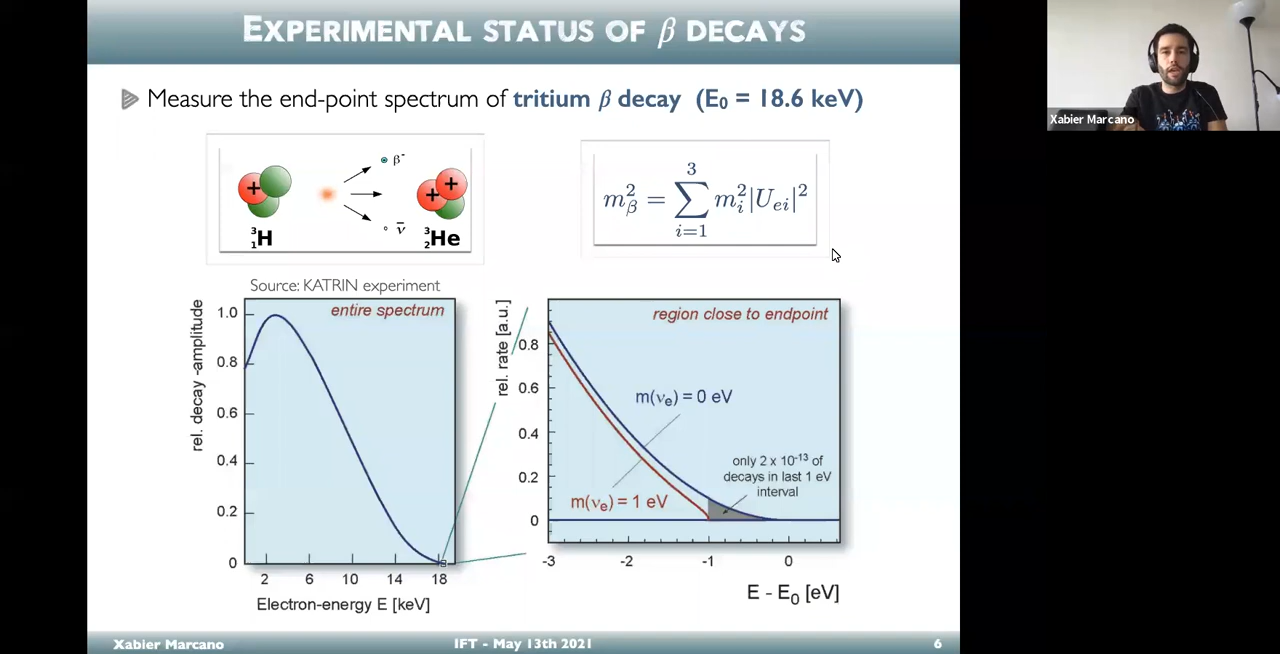 EXPERIMENTAL STATUS OF β DECAYS
Measure the end-point spectrum of tritium β decay (E₀ = 18.6 keV)
β⁻
+
+
+
ν̄
³₁H
³₂He
m²_β = ∑³_{i=1} m²_i|U_{ei}|²
Source: KATRIN experiment
entire spectrum
rel. decay -amplitude
1.0
0.8
0.6
0.4
0.2
0
2 6 10 14 18
Electron-energy E [keV]
region close to endpoint
rel. rate [a.u.]
0.8
0.6
0.4
0.2
0
m(νₑ) = 0 eV
only 2 x 10⁻¹³ of
decays in last 1 eV
interval
m(νₑ) = 1 eV
-3 -2 -1 0
E - E₀ [eV]
Xabier Marcano
IFT - May 13th 2021
6
Xabier Marcano